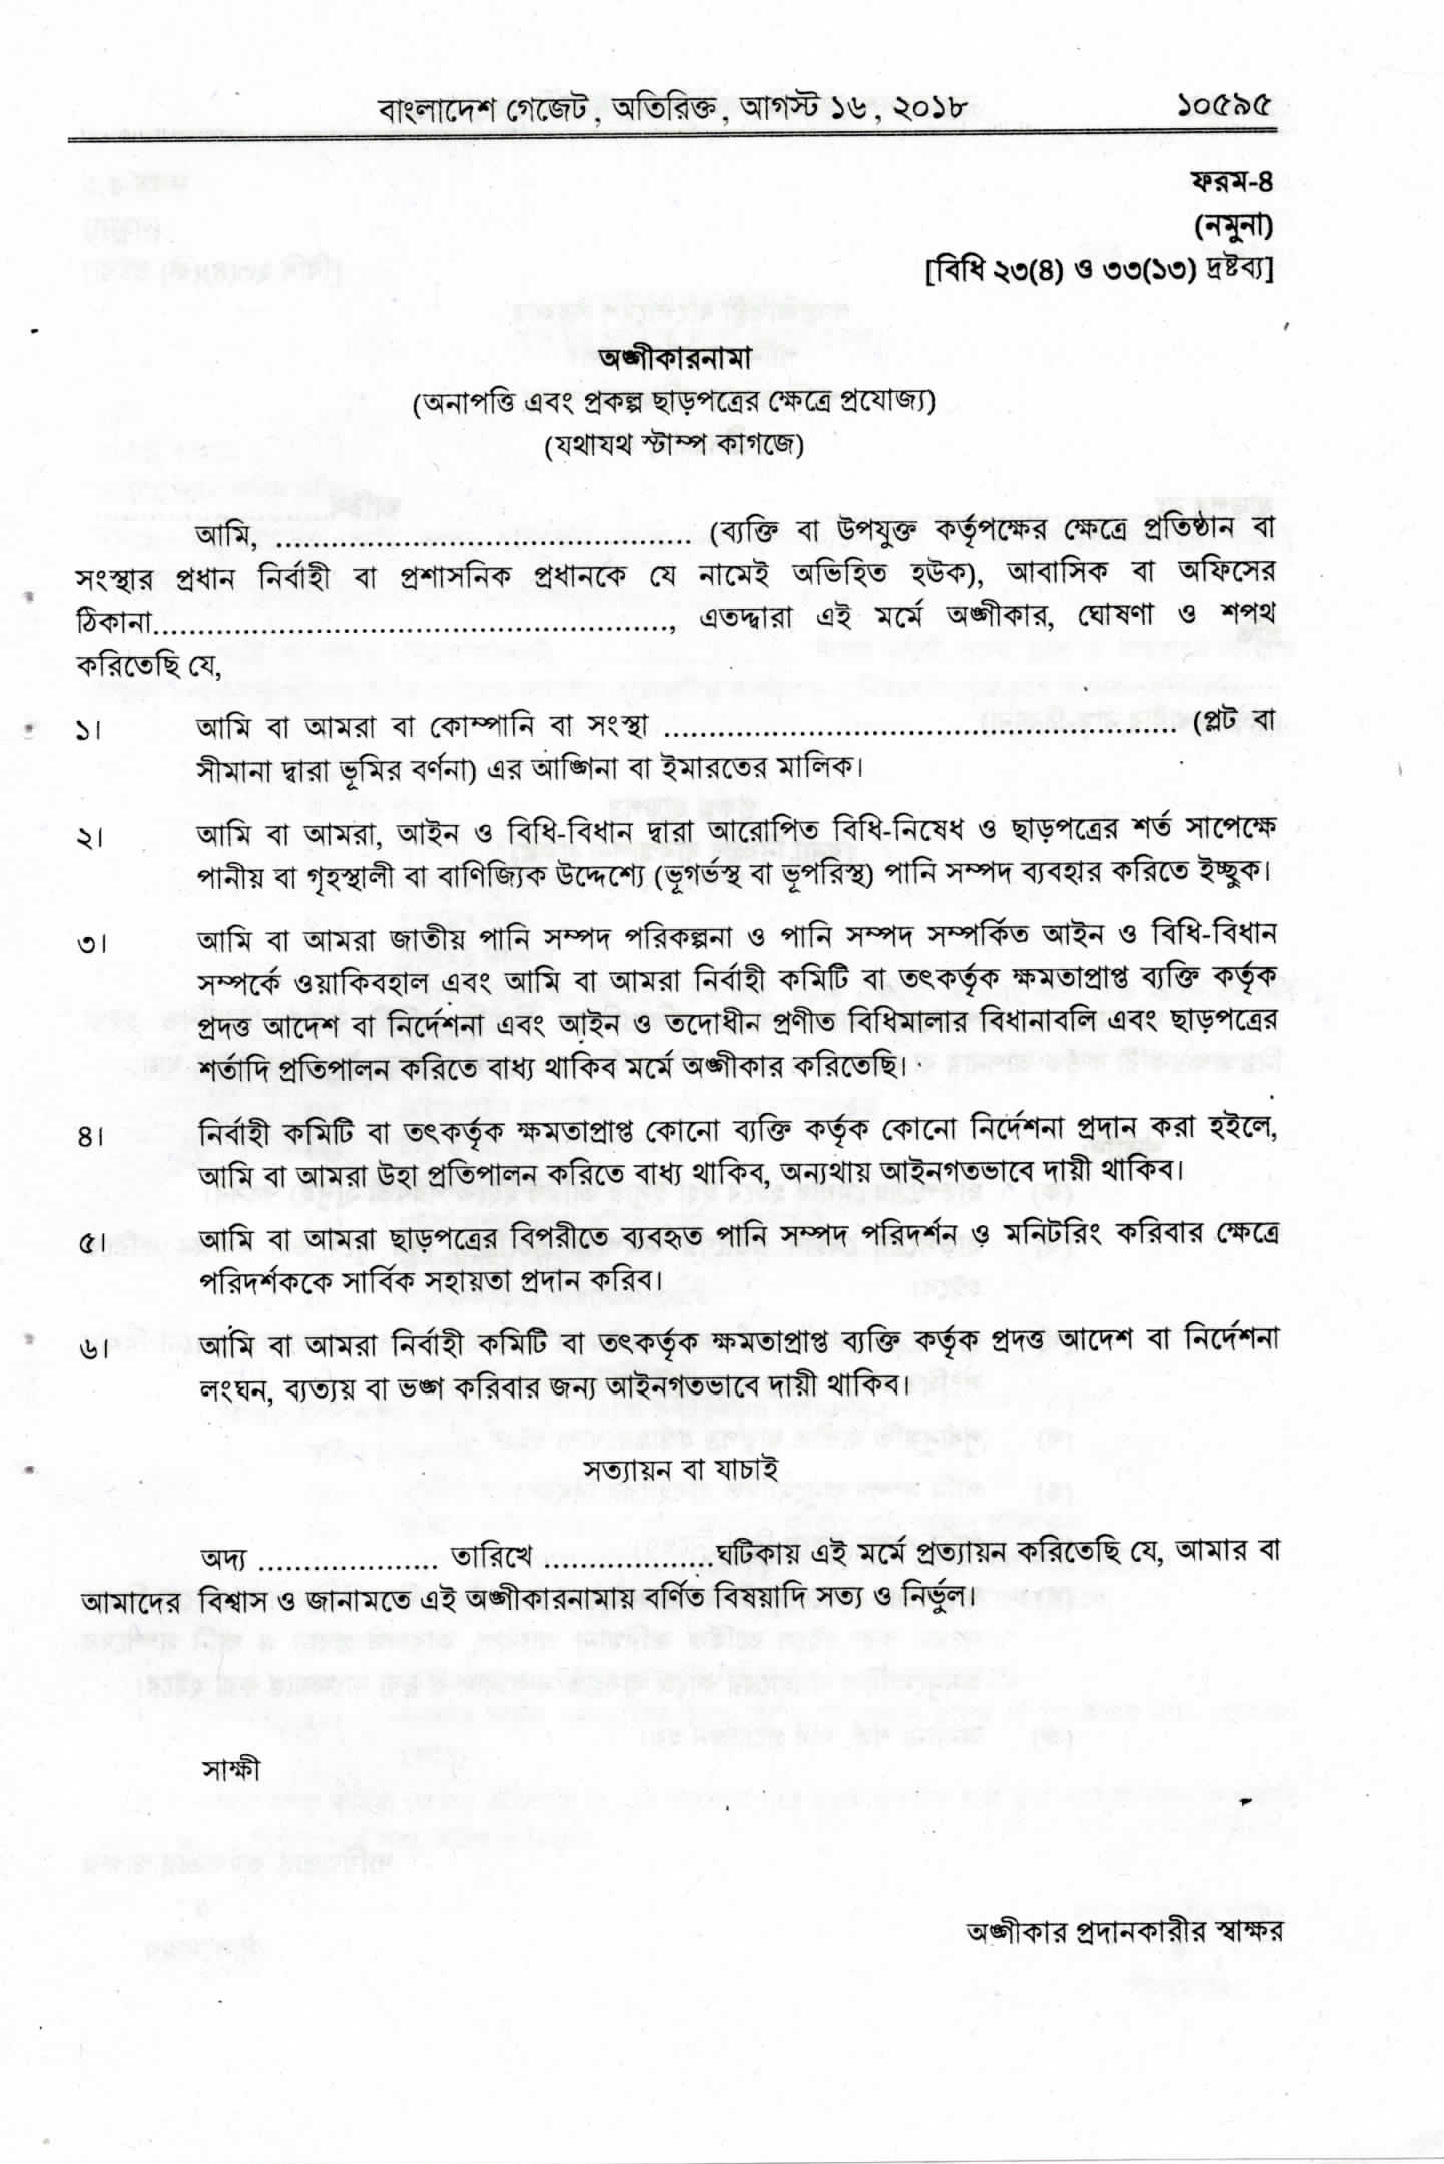 বাংলাদেশ গেজেট, অতিরিক্ত, আগস্ট ১৬, ২০১৮ ১০৫৯৫
ফরম-৪
(নমুনা)
[বিধি ২৩(৪) ও ৩৩(১৩) দ্রষ্টব্য]
অঙ্গীকারনামা
(অনাপত্তি এবং প্রকল্প ছাড়পত্রের ক্ষেত্রে প্রযোজ্য)
(যথাযথ স্টাম্প কাগজে)
আমি, ............................................... (ব্যক্তি বা উপযুক্ত কর্তৃপক্ষের ক্ষেত্রে প্রতিষ্ঠান বা
সংস্থার প্রধান নির্বাহী বা প্রশাসনিক প্রধানকে যে নামেই অভিহিত হউক), আবাসিক বা অফিসের
ঠিকানা..........................................................., এতদ্দ্বারা এই মর্মে অঙ্গীকার, ঘোষণা ও শপথ
করিতেছি যে,
১। আমি বা আমরা বা কোম্পানি বা সংস্থা .......................................................... (প্লট বা
সীমানা দ্বারা ভূমির বর্ণনা) এর আঙ্গিনা বা ইমারতের মালিক।
২। আমি বা আমরা, আইন ও বিধি-বিধান দ্বারা আরোপিত বিধি-নিষেধ ও ছাড়পত্রের শর্ত সাপেক্ষে
পানীয় বা গৃহস্থালী বা বাণিজ্যিক উদ্দেশ্যে (ভূগর্ভস্থ বা ভূপরিস্থ) পানি সম্পদ ব্যবহার করিতে ইচ্ছুক।
৩। আমি বা আমরা জাতীয় পানি সম্পদ পরিকল্পনা ও পানি সম্পদ সম্পর্কিত আইন ও বিধি-বিধান
সম্পর্কে ওয়াকিবহাল এবং আমি বা আমরা নির্বাহী কমিটি বা তৎকর্তৃক ক্ষমতাপ্রাপ্ত ব্যক্তি কর্তৃক
প্রদত্ত আদেশ বা নির্দেশনা এবং আইন ও তদোধীন প্রণীত বিধিমালার বিধানাবলি এবং ছাড়পত্রের
শর্তাদি প্রতিপালন করিতে বাধ্য থাকিব মর্মে অঙ্গীকার করিতেছি।
৪। নির্বাহী কমিটি বা তৎকর্তৃক ক্ষমতাপ্রাপ্ত কোনো ব্যক্তি কর্তৃক কোনো নির্দেশনা প্রদান করা হইলে,
আমি বা আমরা উহা প্রতিপালন করিতে বাধ্য থাকিব, অন্যথায় আইনগতভাবে দায়ী থাকিব।
৫। আমি বা আমরা ছাড়পত্রের বিপরীতে ব্যবহৃত পানি সম্পদ পরিদর্শন ও মনিটরিং করিবার ক্ষেত্রে
পরিদর্শককে সার্বিক সহায়তা প্রদান করিব।
৬। আমি বা আমরা নির্বাহী কমিটি বা তৎকর্তৃক ক্ষমতাপ্রাপ্ত ব্যক্তি কর্তৃক প্রদত্ত আদেশ বা নির্দেশনা
লংঘন, ব্যত্যয় বা ভঙ্গ করিবার জন্য আইনগতভাবে দায়ী থাকিব।
সত্যায়ন বা যাচাই
অদ্য .................... তারিখে ...................ঘটিকায় এই মর্মে প্রত্যায়ন করিতেছি যে, আমার বা
আমাদের বিশ্বাস ও জানামতে এই অঙ্গীকারনামায় বর্ণিত বিষয়াদি সত্য ও নির্ভুল।
সাক্ষী
অঙ্গীকার প্রদানকারীর স্বাক্ষর